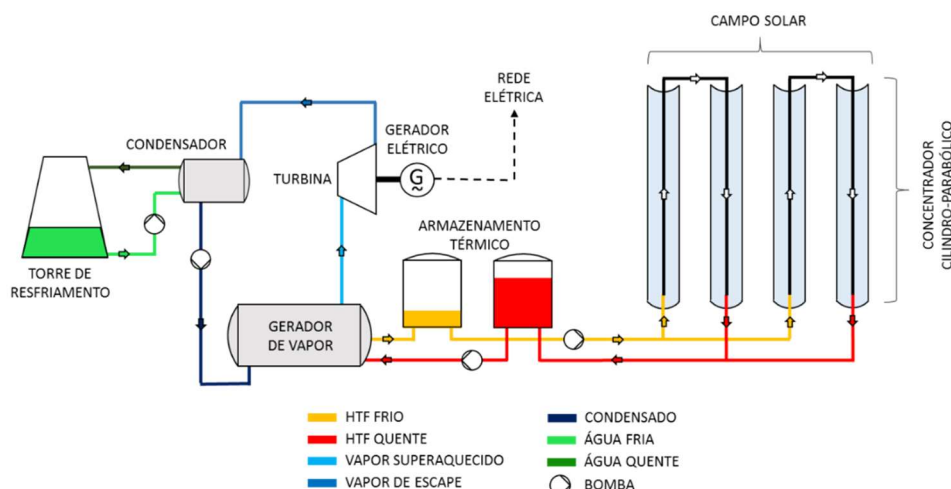 CAMPO SOLAR
REDE
ELÉTRICA
CONDENSADOR
GERADOR
ELÉTRICO
G
~
TURBINA
CONCENTRADOR
CILINDRO-PARABÓLICO
ARMAZENAMENTO
TÉRMICO
TORRE DE
RESFRIAMENTO
GERADOR
DE VAPOR
HTF FRIO
HTF QUENTE
VAPOR SUPERAQUECIDO
VAPOR DE ESCAPE
CONDENSADO
ÁGUA FRIA
ÁGUA QUENTE
BOMBA